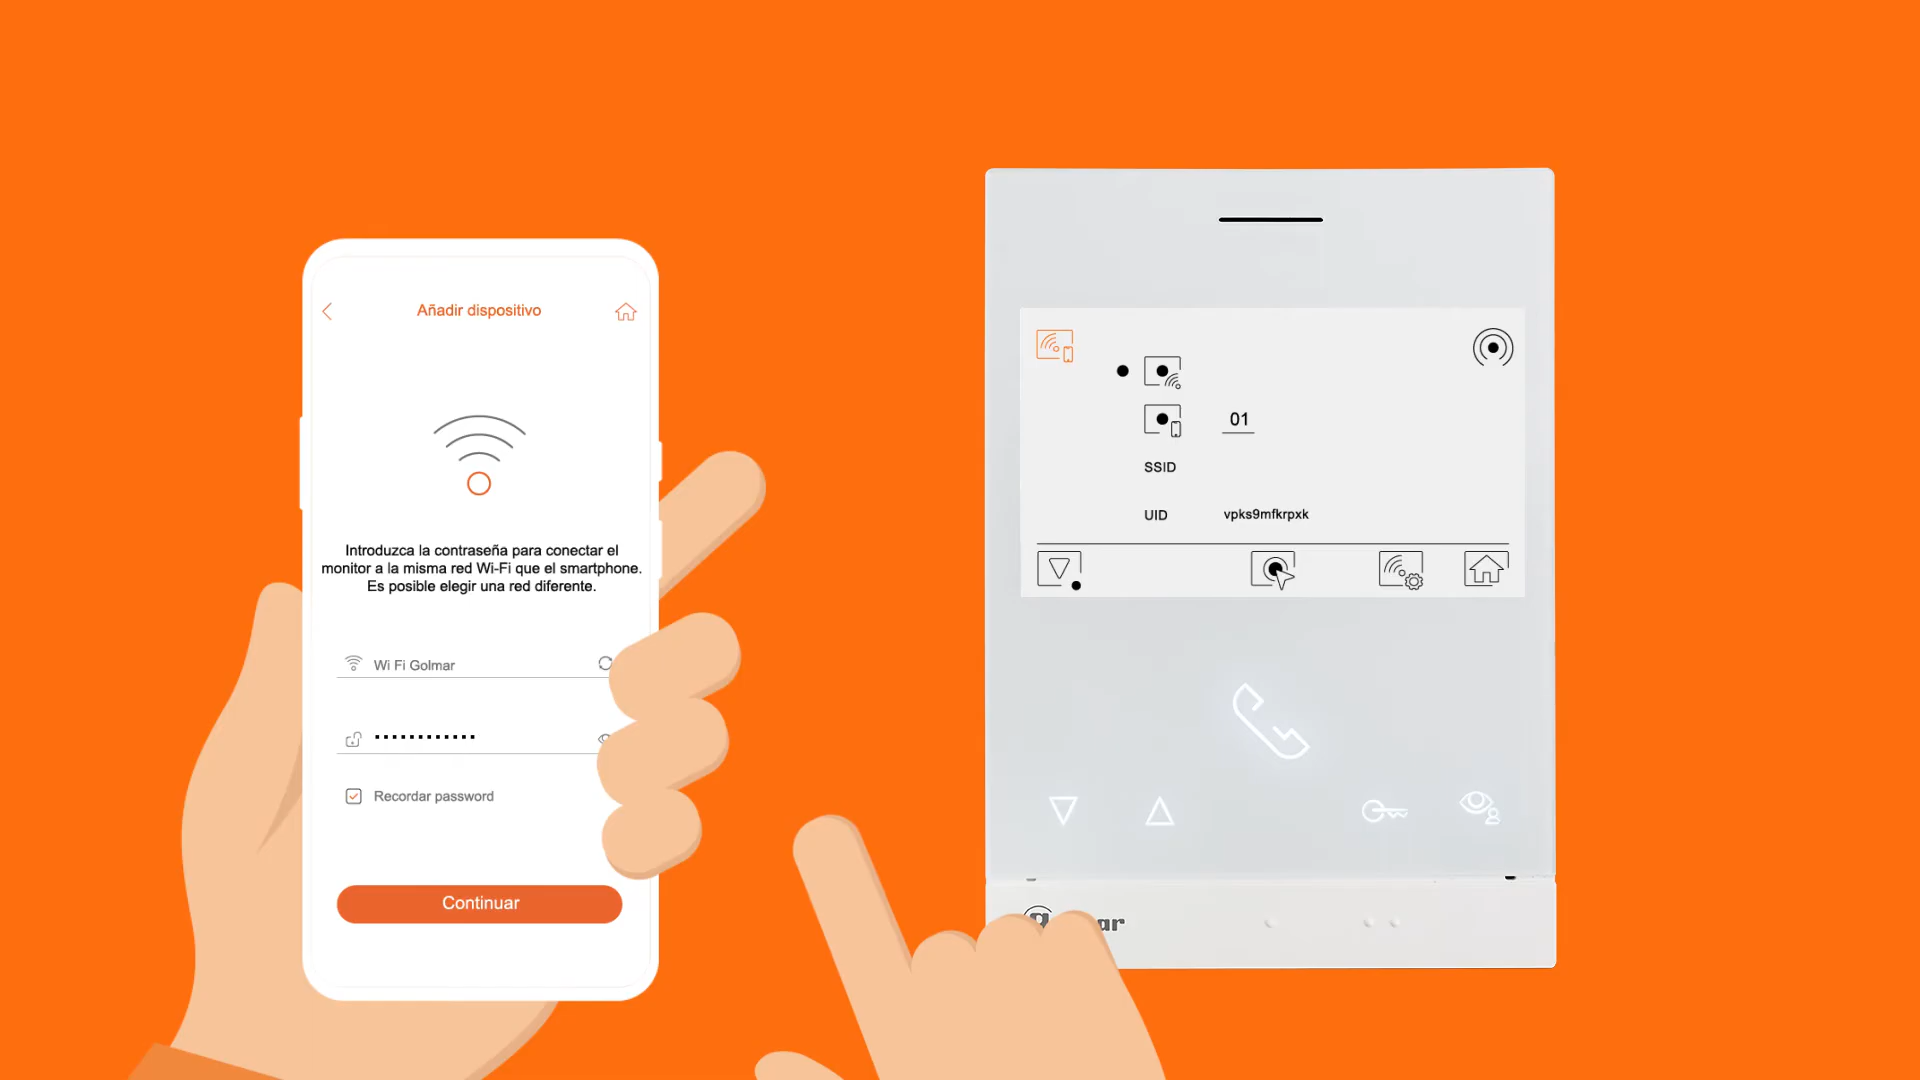 Añadir dispositivo
Introduzca la contraseña para conectar el
monitor a la misma red Wi-Fi que el smartphone.
Es posible elegir una red diferente.
Wi Fi Golmar
Recordar password
Continuar
01
SSID
UID
vpks9mfkrpxk